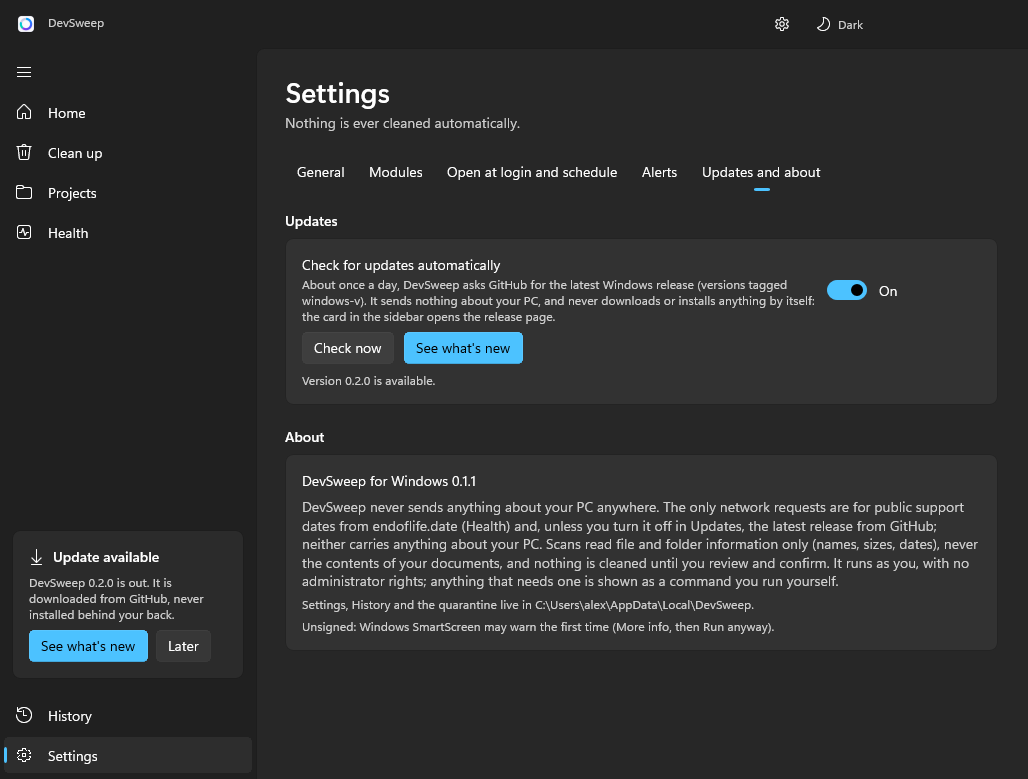 DevSweep
Dark
Home
Clean up
Projects
Health
Update available
DevSweep 0.2.0 is out. It is
downloaded from GitHub, never
installed behind your back.
See what's new
Later
History
Settings
Settings
Nothing is ever cleaned automatically.
General
Modules
Open at login and schedule
Alerts
Updates and about
Updates
Check for updates automatically
About once a day, DevSweep asks GitHub for the latest Windows release (versions tagged
windows-v). It sends nothing about your PC, and never downloads or installs anything by itself:
the card in the sidebar opens the release page.
On
Check now
See what's new
Version 0.2.0 is available.
About
DevSweep for Windows 0.1.1
DevSweep never sends anything about your PC anywhere. The only network requests are for public support
dates from endoflife.date (Health) and, unless you turn it off in Updates, the latest release from GitHub;
neither carries anything about your PC. Scans read file and folder information only (names, sizes, dates), never
the contents of your documents, and nothing is cleaned until you review and confirm. It runs as you, with no
administrator rights; anything that needs one is shown as a command you run yourself.
Settings, History and the quarantine live in C:\Users\alex\AppData\Local\DevSweep.
Unsigned: Windows SmartScreen may warn the first time (More info, then Run anyway).